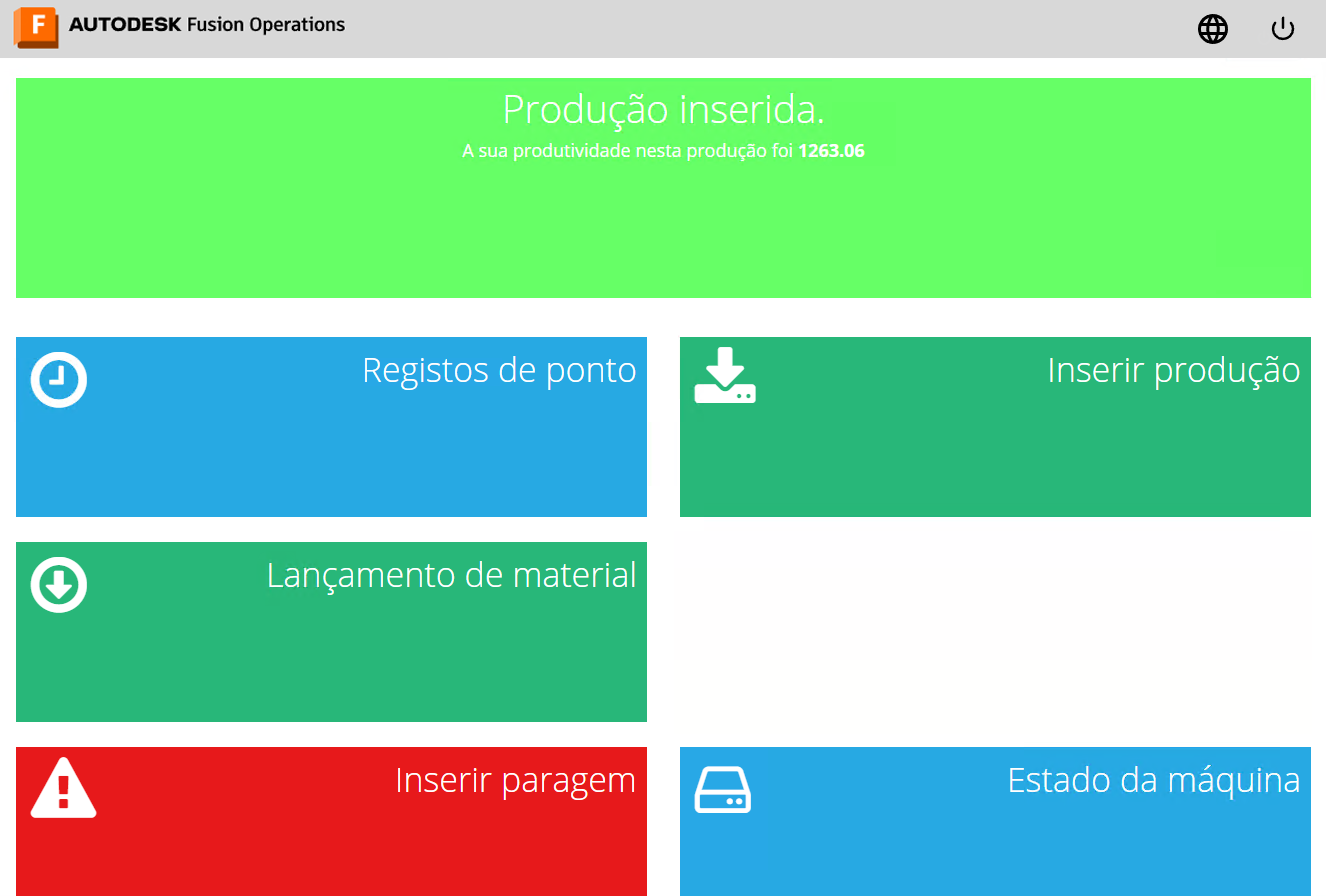 F AUTODESK Fusion Operations
Produção inserida.
A sua produtividade nesta produção foi 1263.06
Registos de ponto
Inserir produção
Lançamento de material
Inserir paragem
Estado da máquina